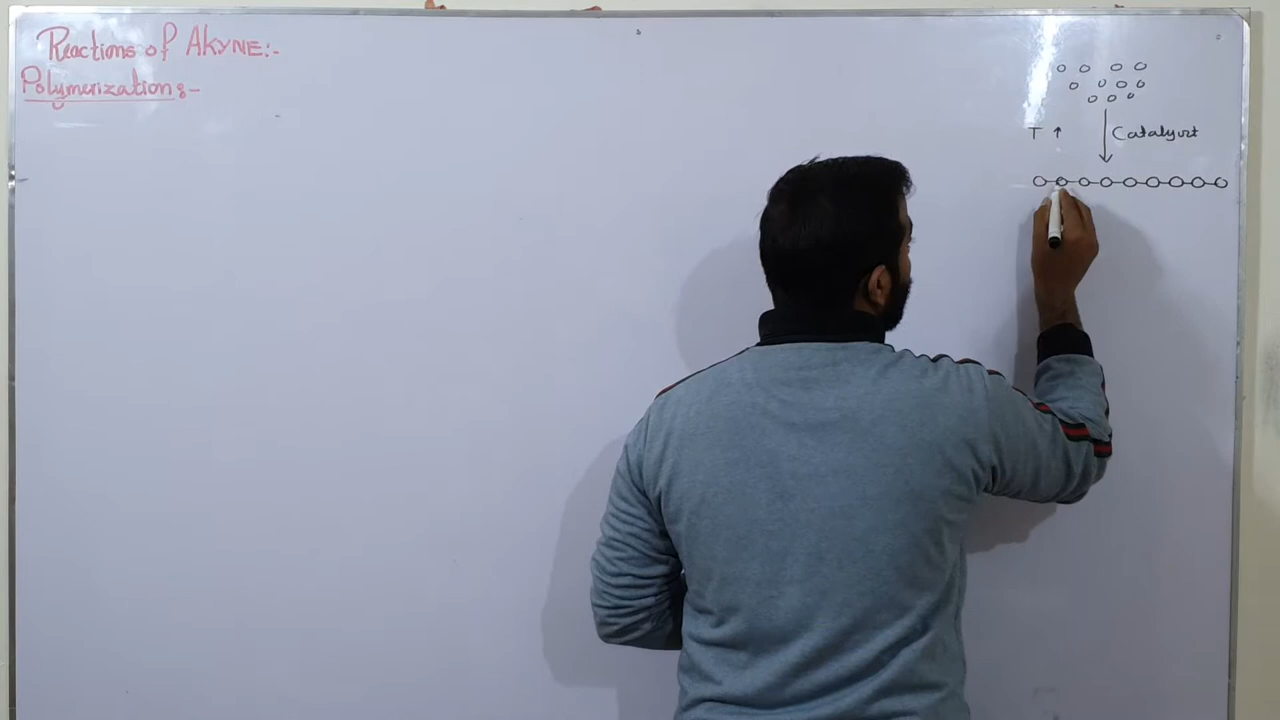 Reactions of AKYNE:-
Polymerization:-
T ↑ Catalyst